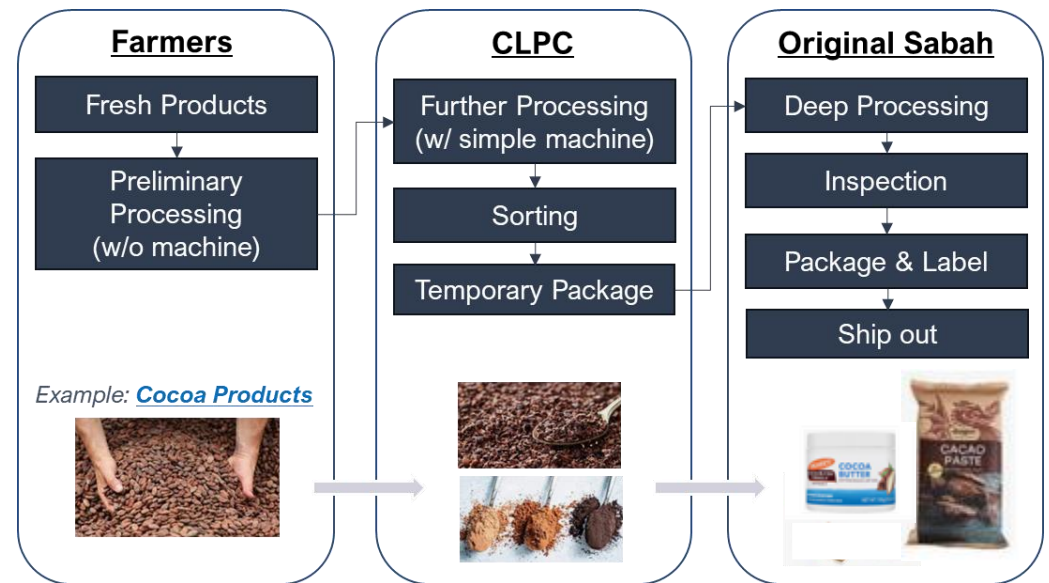 Farmers
Fresh Products
Preliminary
Processing
(w/o machine)
Example: Cocoa Products
CLPC
Further Processing
(w/ simple machine)
Sorting
Temporary Package
Original Sabah
Deep Processing
Inspection
Package & Label
Ship out
COCOA
BUTTER
CACAO
PASTE